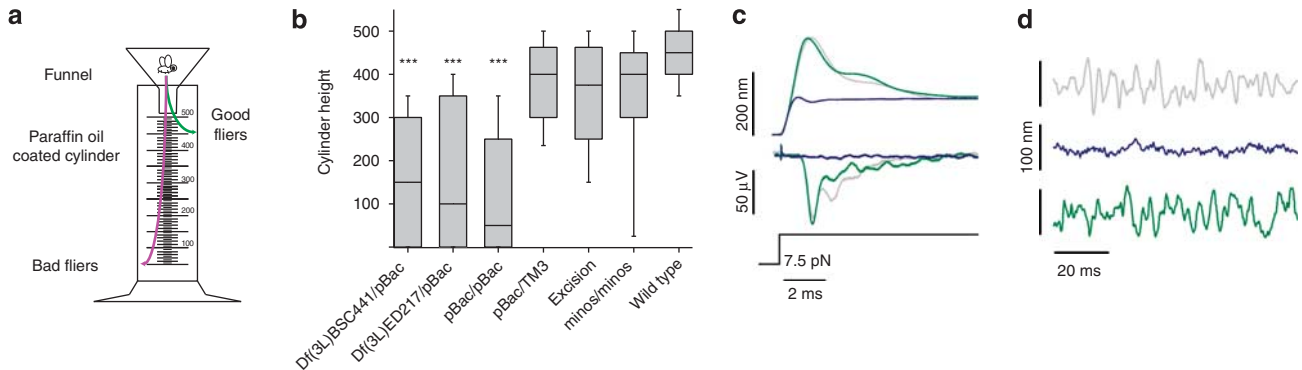 a
Funnel
Paraffin oil
coated cylinder
Bad fliers
Good
fliers
500
400
300
200
100
b
Cylinder height
500
400
300
200
100
***
***
***
Df(3L)BSC441/pBac
Df(3L)ED217/pBac
pBac/pBac
pBac/TM3
Excision
minos/minos
Wild type
c
200 nm
50 µV
7.5 pN
2 ms
d
100 nm
20 ms